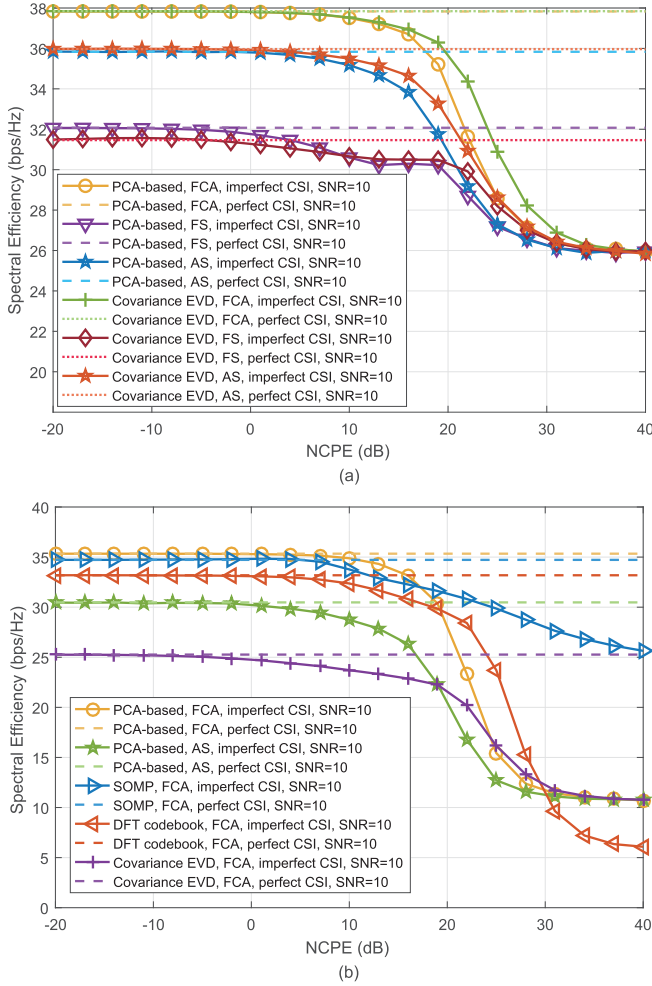 38
36
34
32
30
28
26
24
22
20
Spectral Efficiency (bps/Hz)
PCA-based, FCA, imperfect CSI, SNR=10
PCA-based, FCA, perfect CSI, SNR=10
PCA-based, FS, imperfect CSI, SNR=10
PCA-based, FS, perfect CSI, SNR=10
PCA-based, AS, imperfect CSI, SNR=10
PCA-based, AS, perfect CSI, SNR=10
Covariance EVD, FCA, imperfect CSI, SNR=10
Covariance EVD, FCA, perfect CSI, SNR=10
Covariance EVD, FS, imperfect CSI, SNR=10
Covariance EVD, FS, perfect CSI, SNR=10
Covariance EVD, AS, imperfect CSI, SNR=10
Covariance EVD, AS, perfect CSI, SNR=10
-20 -10 0 10 20 30 40
NCPE (dB)
(a)
40
35
30
25
20
15
10
5
0
Spectral Efficiency (bps/Hz)
PCA-based, FCA, imperfect CSI, SNR=10
PCA-based, FCA, perfect CSI, SNR=10
PCA-based, AS, imperfect CSI, SNR=10
PCA-based, AS, perfect CSI, SNR=10
SOMP, FCA, imperfect CSI, SNR=10
SOMP, FCA, perfect CSI, SNR=10
DFT codebook, FCA, imperfect CSI, SNR=10
DFT codebook, FCA, perfect CSI, SNR=10
Covariance EVD, FCA, imperfect CSI, SNR=10
Covariance EVD, FCA, perfect CSI, SNR=10
-20 -10 0 10 20 30 40
NCPE (dB)
(b)